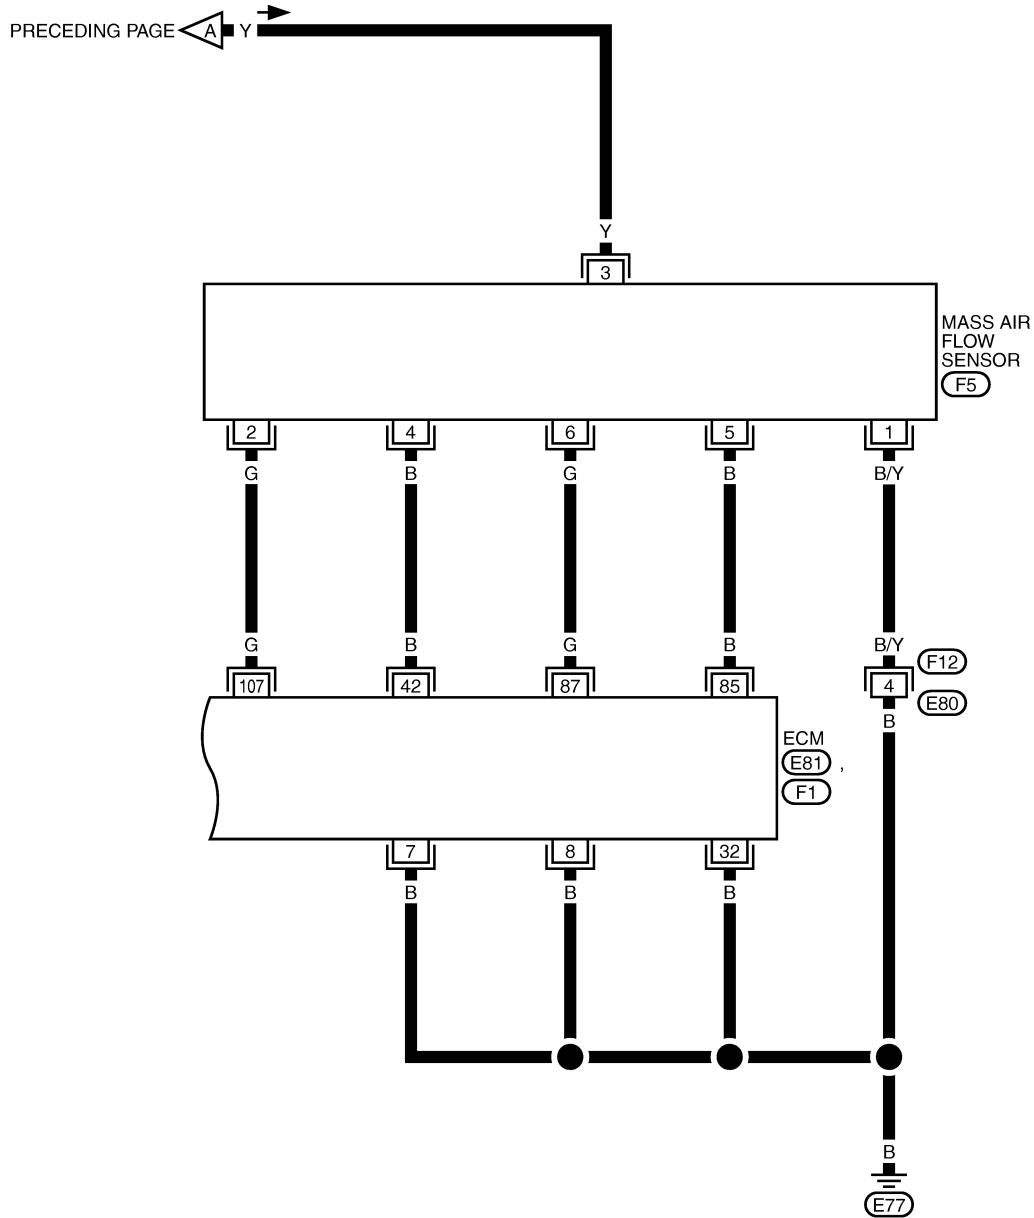 PRECEDING PAGE A Y
Y
3
MASS AIR
FLOW
SENSOR
F5
2 4 6 5 1
G B G B B/Y
G B G B B/Y
F12
107 42 87 85 4
E80
B
ECM
E81 ,
F1
7 8 32
B B B
B
E77